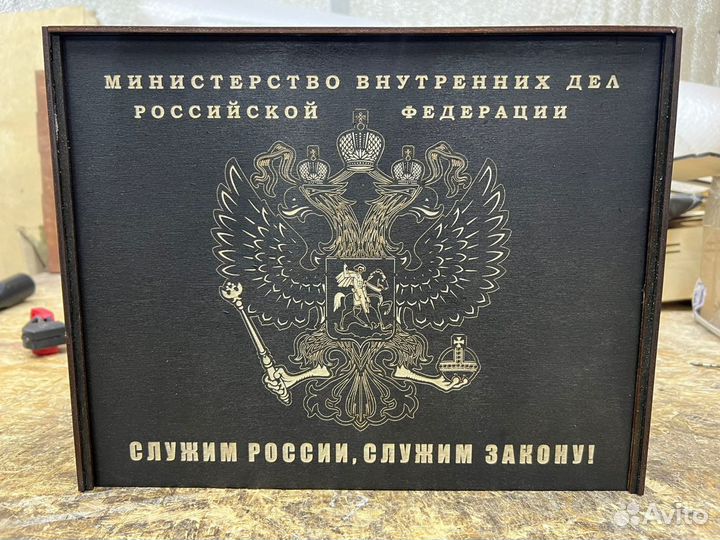 МИНИСТЕРСТВО ВНУТРЕННИХ ДЕЛ
РОССИЙСКОЙ ФЕДЕРАЦИИ
СЛУЖИМ РОССИИ, СЛУЖИМ ЗАКОНУ!
Avito